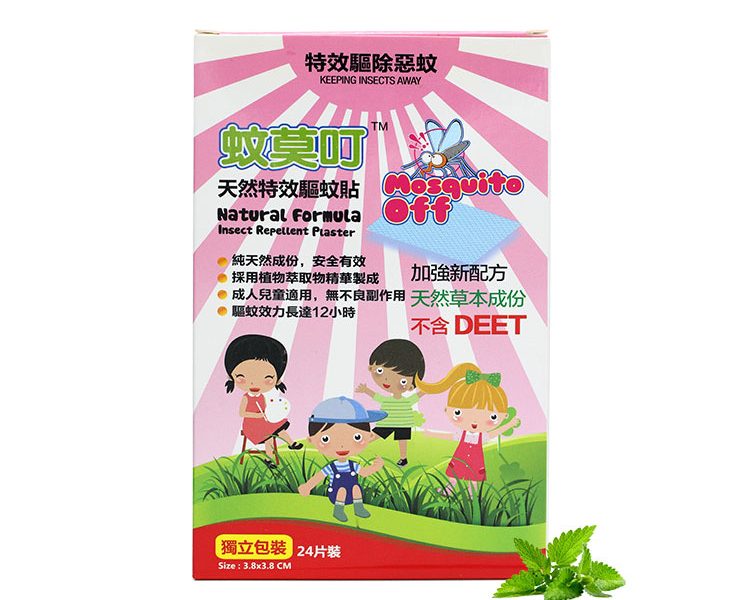 特效驅除惡蚊
KEEPING INSECTS AWAY
蚊莫叮™
天然特效驅蚊貼
Natural Formula
Insect Repellent Plaster
Mosquito
Off
純天然成份，安全有效
採用植物萃取物精華製成
成人兒童適用，無不良副作用
驅蚊效力長達12小時
加強新配方
天然草本成份
不含 DEET
獨立包裝 24片裝
Size : 3.8x3.8 CM